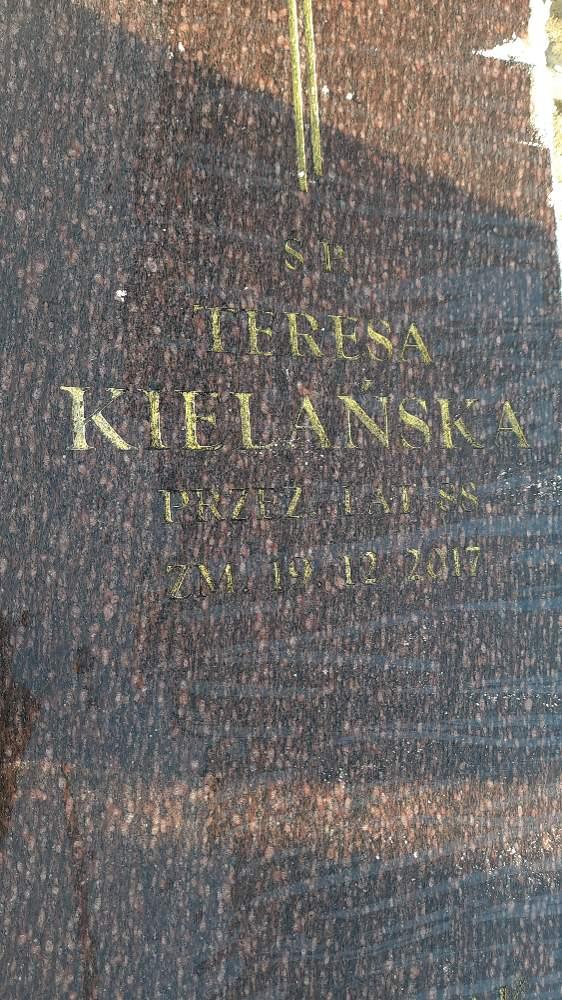 Ś.P.
TERESA
KIELAŃSKA
PRZEŻ. LAT 88
ZM. 19. 12. 2017